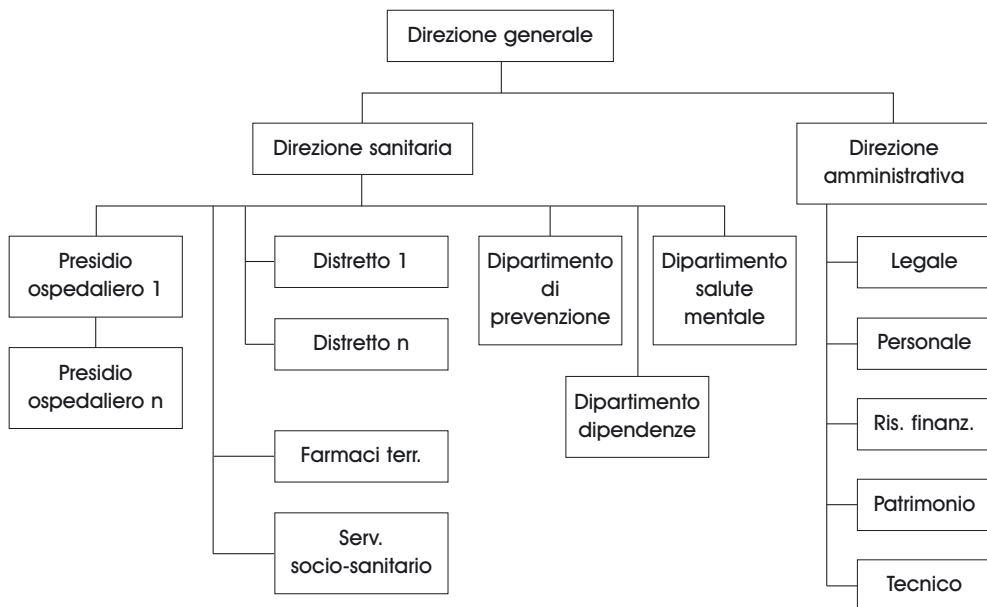 Direzione generale
Direzione sanitaria
Direzione
amministrativa
Presidio
ospedaliero 1
Presidio
ospedaliero n
Distretto 1
Distretto n
Farmaci terr.
Serv.
socio-sanitario
Dipartimento
di
prevenzione
Dipartimento
dipendenze
Dipartimento
salute
mentale
Legale
Personale
Ris. finanz.
Patrimonio
Tecnico